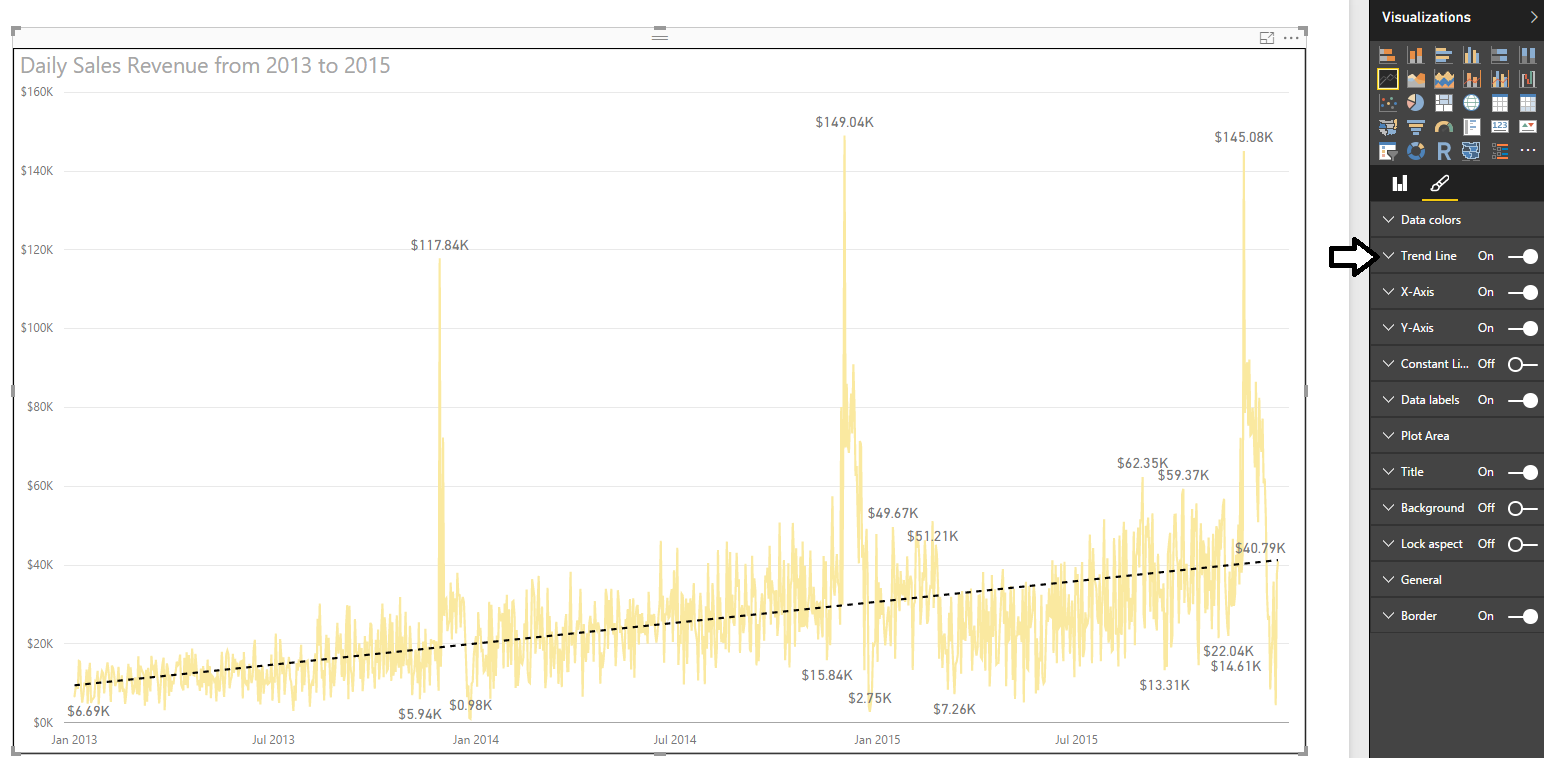 Visualizations
Daily Sales Revenue from 2013 to 2015
$160K
$149.04K
$145.08K
$140K
$120K
$117.84K
$100K
$80K
$62.35K
$59.37K
$60K
$49.67K
$51.21K
$40.79K
$40K
$20K
$22.04K
$14.61K
$15.84K
$13.31K
$2.75K
$0.98K
$7.26K
$6.69K
$5.94K
$0K
Jan 2013 Jul 2013 Jan 2014 Jul 2014 Jan 2015 Jul 2015
123
R
Data colors
Trend Line On
X-Axis On
Y-Axis On
Constant Li... Off
Data labels On
Plot Area
Title On
Background Off
Lock aspect Off
General
Border On